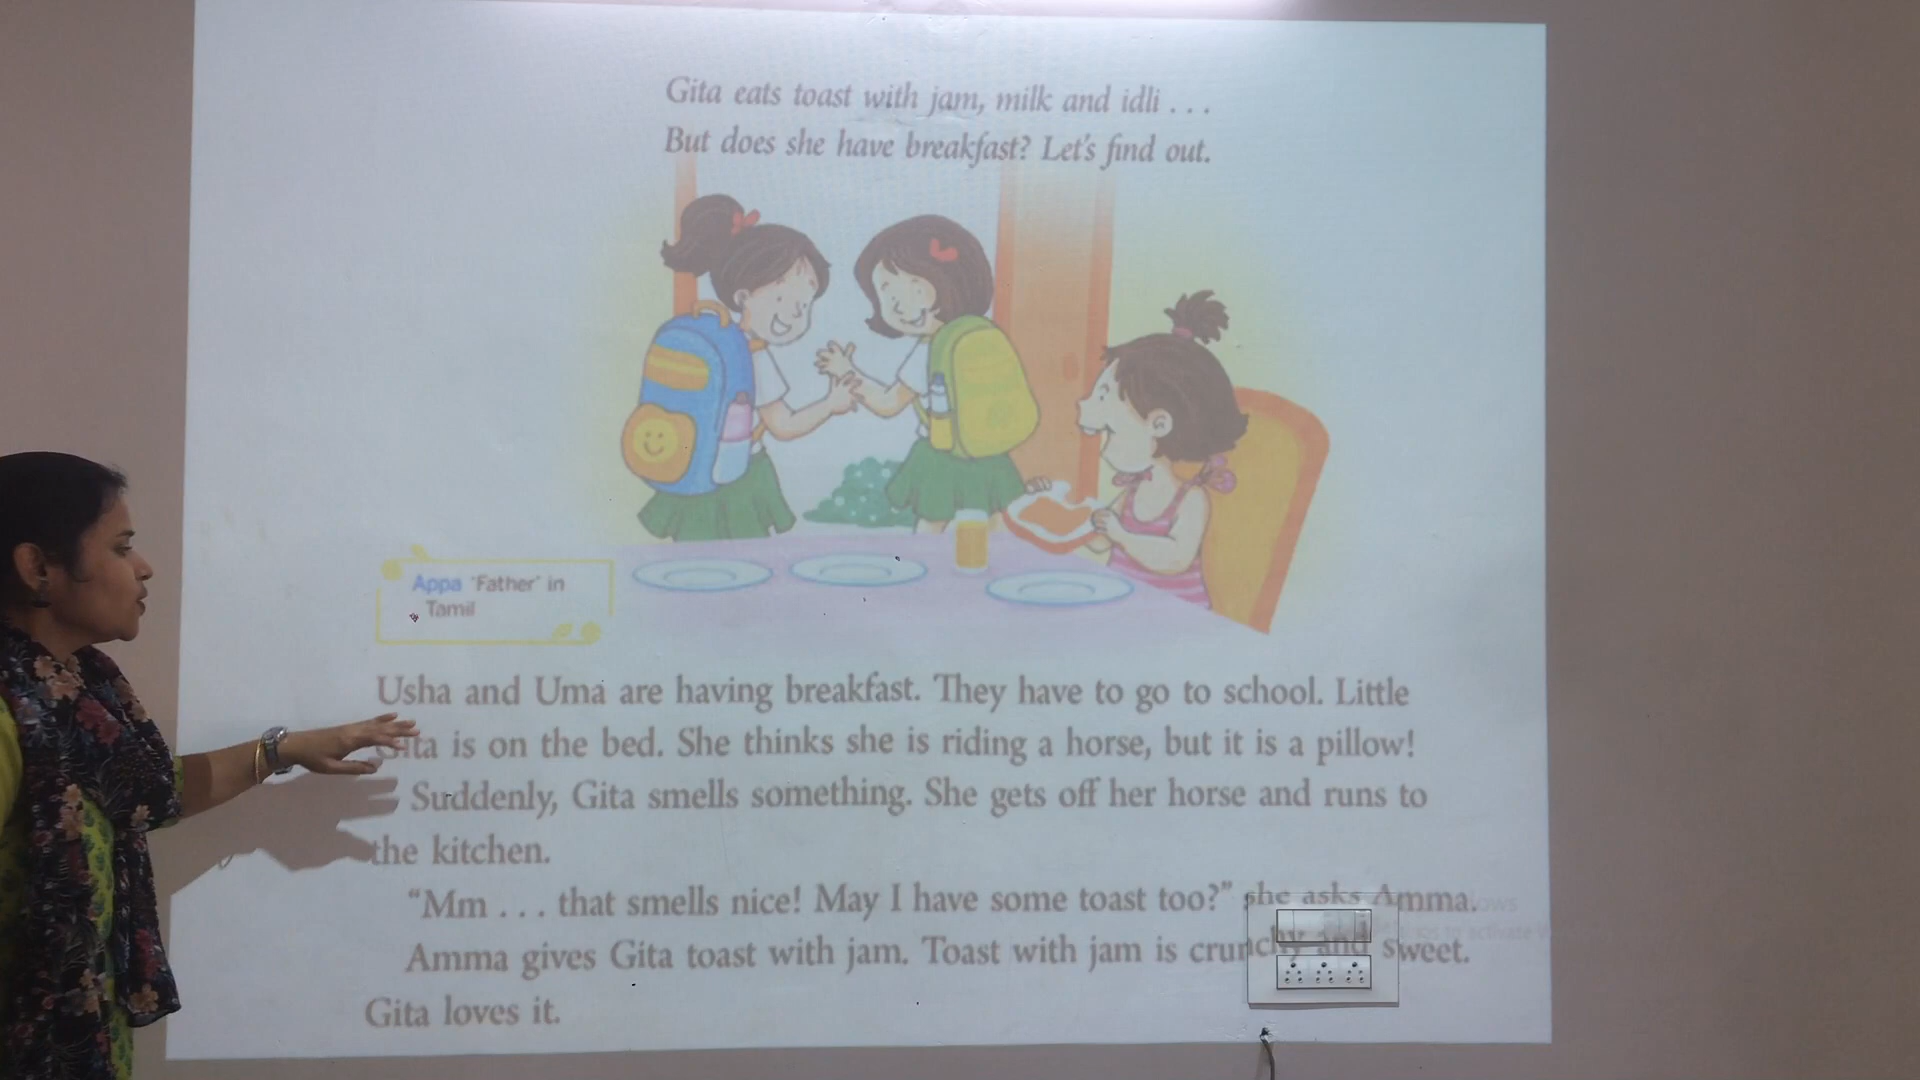 Gita eats toast with jam, milk and idli . . .
But does she have breakfast? Let's find out.
Appa 'Father' in
Tamil
Usha and Uma are having breakfast. They have to go to school. Little
Gita is on the bed. She thinks she is riding a horse, but it is a pillow!
Suddenly, Gita smells something. She gets off her horse and runs to
the kitchen.
“Mm . . . that smells nice! May I have some toast too?” she asks Amma.
Amma gives Gita toast with jam. Toast with jam is crunchy and sweet.
Gita loves it.